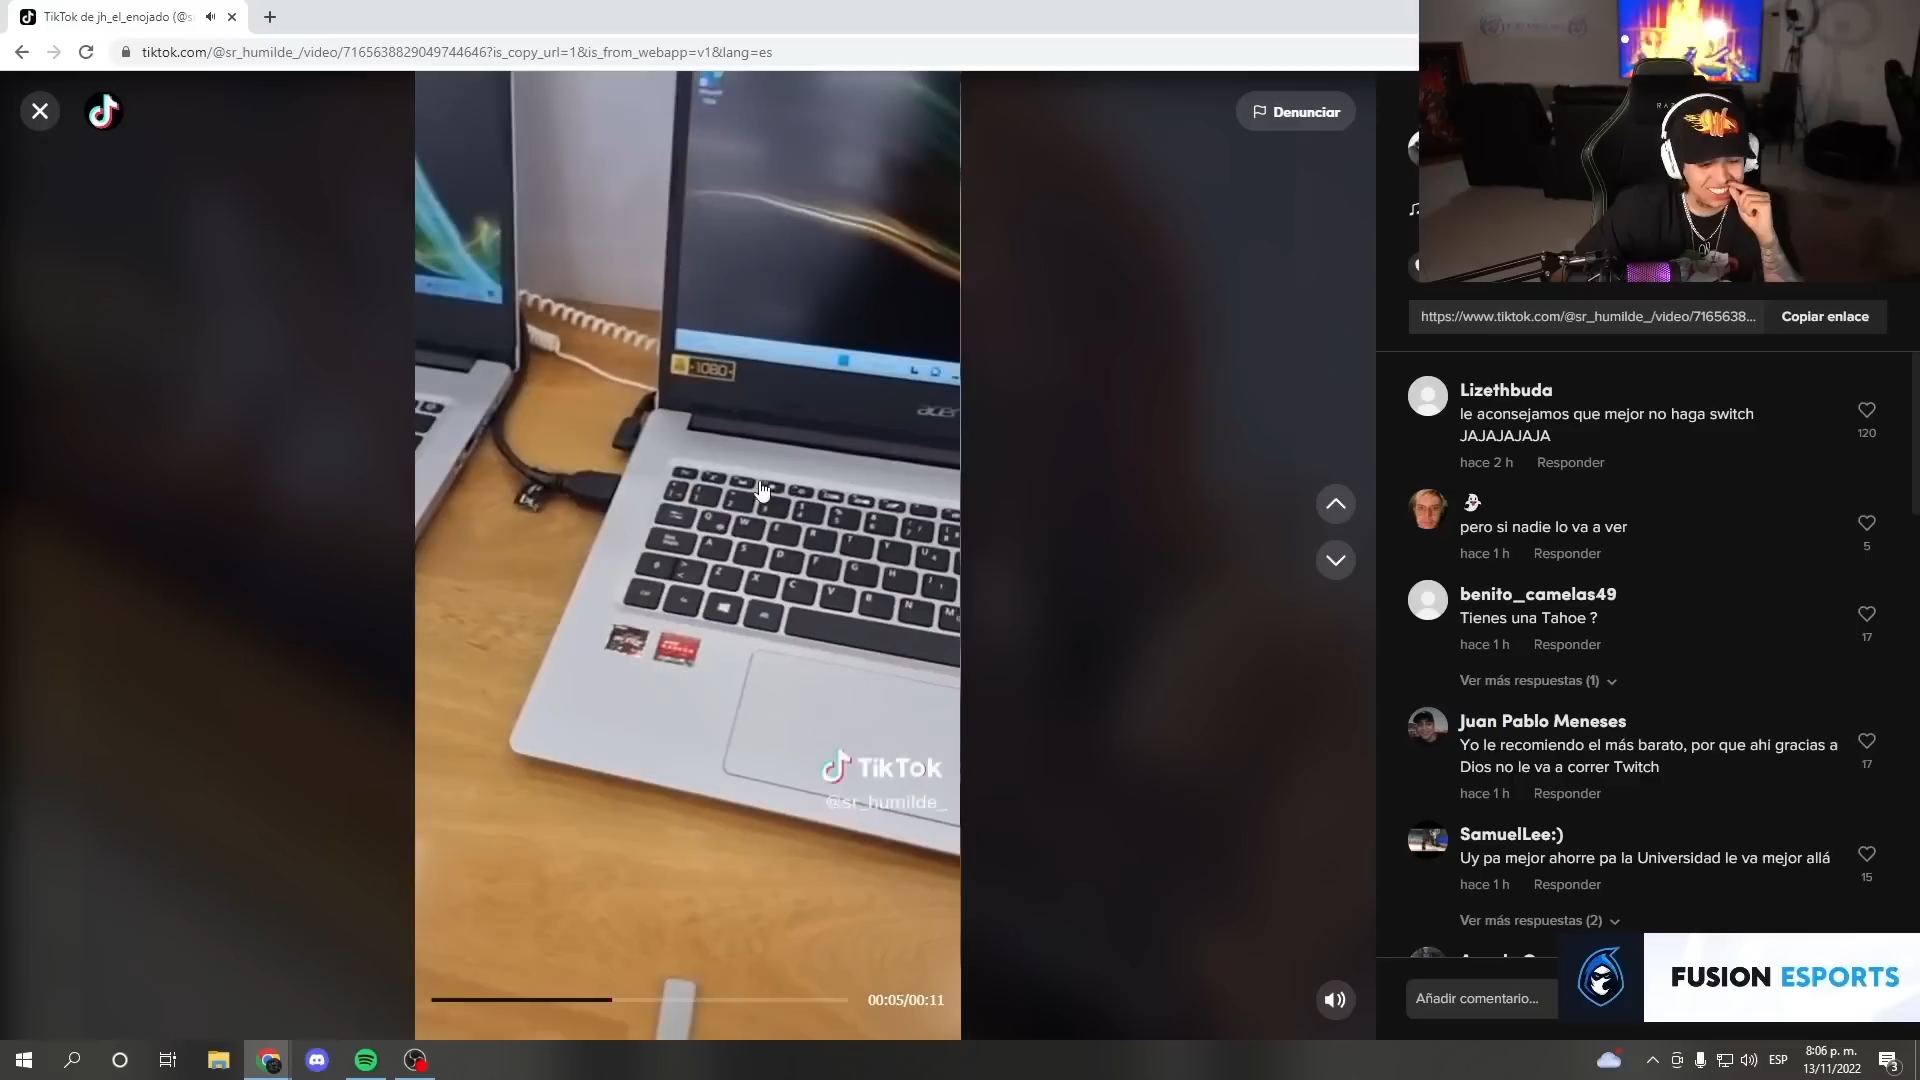 TikTok de jh_el_enojado (@s
tiktok.com/@sr_humilde_/video/7165638829049744646?is_copy_url=1&is_from_webapp=v1&lang=es
Denunciar
1080
acer
TikTok
@sr_humilde_
00:05/00:11
https://www.tiktok.com/@sr_humilde_/video/7165638...
Copiar enlace
Lizethbuda
le aconsejamos que mejor no haga switch
JAJAJAJAJA
120
hace 2 h
Responder
pero si nadie lo va a ver
5
hace 1 h
Responder
benito_camelas49
Tienes una Tahoe ?
17
hace 1 h
Responder
Ver más respuestas (1)
Juan Pablo Meneses
Yo le recomiendo el más barato, por que ahi gracias a
Dios no le va a correr Twitch
17
hace 1 h
Responder
SamuelLee:)
Uy pa mejor ahorre pa la Universidad le va mejor allá
15
hace 1 h
Responder
Ver más respuestas (2)
Añadir comentario...
FUSION ESPORTS
ESP
8:06 p. m.
13/11/2022
3